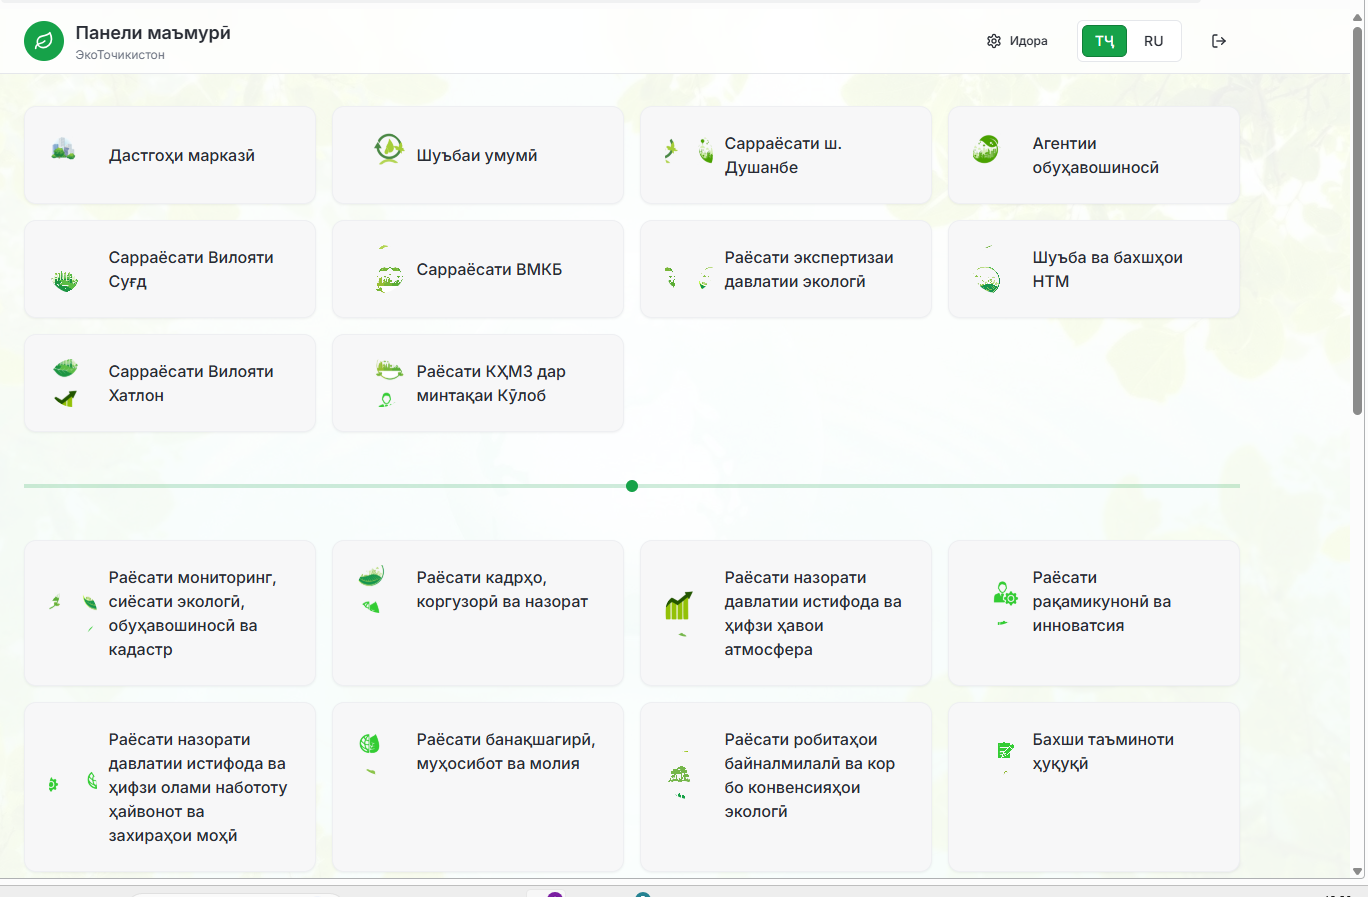 Панели маъмурӣ
ЭкоТочикистон
Идора
ТҶ
RU
Дастгоҳи марказӣ
Шуъбаи умумӣ
Сарраёсати ш.
Душанбе
Агентии
обуҳавошиносӣ
Сарраёсати Вилояти
Суғд
Сарраёсати ВМКБ
Раёсати экспертизаи
давлатии экологӣ
Шуъба ва бахшҳои
НТМ
Сарраёсати Вилояти
Хатлон
Раёсати КҲМЗ дар
минтақаи Кӯлоб
Раёсати мониторинг,
сиёсати экологӣ,
обуҳавошиносӣ ва
кадастр
Раёсати кадрҳо,
коргузорӣ ва назорат
Раёсати назорати
давлатии истифода ва
ҳифзи ҳавои
атмосфера
Раёсати
рақамикунонӣ ва
инноватсия
Раёсати назорати
давлатии истифода ва
ҳифзи олами набототу
ҳайвонот ва
захираҳои моҳӣ
Раёсати банақшагирӣ,
муҳосибот ва молия
Раёсати робитаҳои
байналмилалӣ ва кор
бо конвенсияҳои
экологӣ
Бахши таъминоти
ҳуқуқӣ